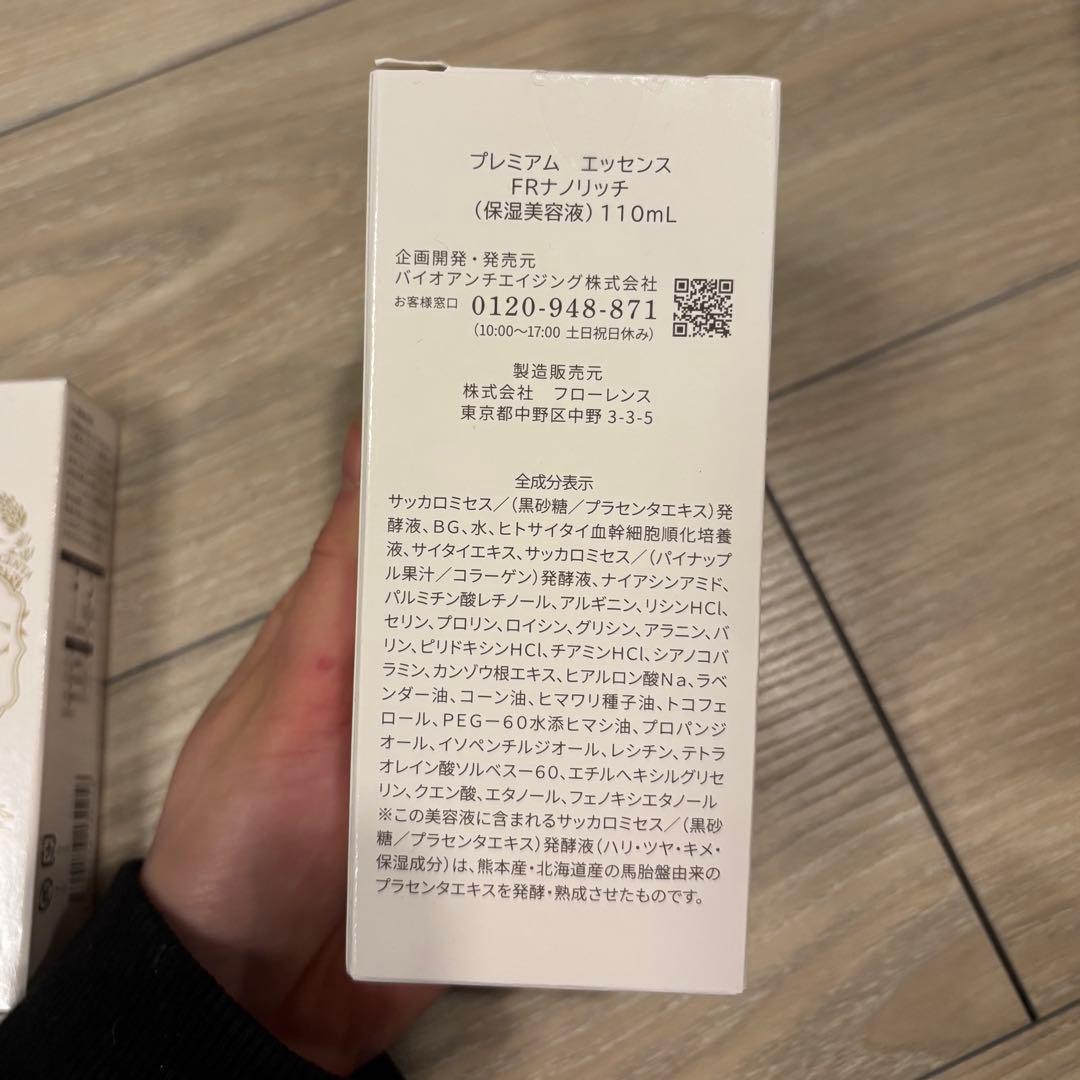 プレミアム　エッセンス
FRナノリッチ
（保湿美容液）110mL
企画開発・発売元
バイオアンチエイジング株式会社
お客様窓口 0120-948-871
（10:00〜17:00 土日祝日休み）
製造販売元
株式会社　フローレンス
東京都中野区中野 3-3-5
全成分表示
サッカロミセス／（黒砂糖／プラセンタエキス）発
酵液、BG、水、ヒトサイタイ血幹細胞順化培養
液、サイタイエキス、サッカロミセス／（パイナップ
ル果汁／コラーゲン）発酵液、ナイアシンアミド、
パルミチン酸レチノール、アルギニン、リシンHCl、
セリン、プロリン、ロイシン、グリシン、アラニン、バ
リン、ピリドキシンHCl、チアミンHCl、シアノコバ
ラミン、カンゾウ根エキス、ヒアルロン酸Na、ラベ
ンダー油、コーン油、ヒマワリ種子油、トコフェ
ロール、PEG－60水添ヒマシ油、プロパンジ
オール、イソペンチルジオール、レシチン、テトラ
オレイン酸ソルベス－60、エチルヘキシルグリセ
リン、クエン酸、エタノール、フェノキシエタノール
※この美容液に含まれるサッカロミセス／（黒砂
糖／プラセンタエキス）発酵液（ハリ・ツヤ・キメ・
保湿成分）は、熊本産・北海道産の馬胎盤由来の
プラセンタエキスを発酵・熟成させたものです。